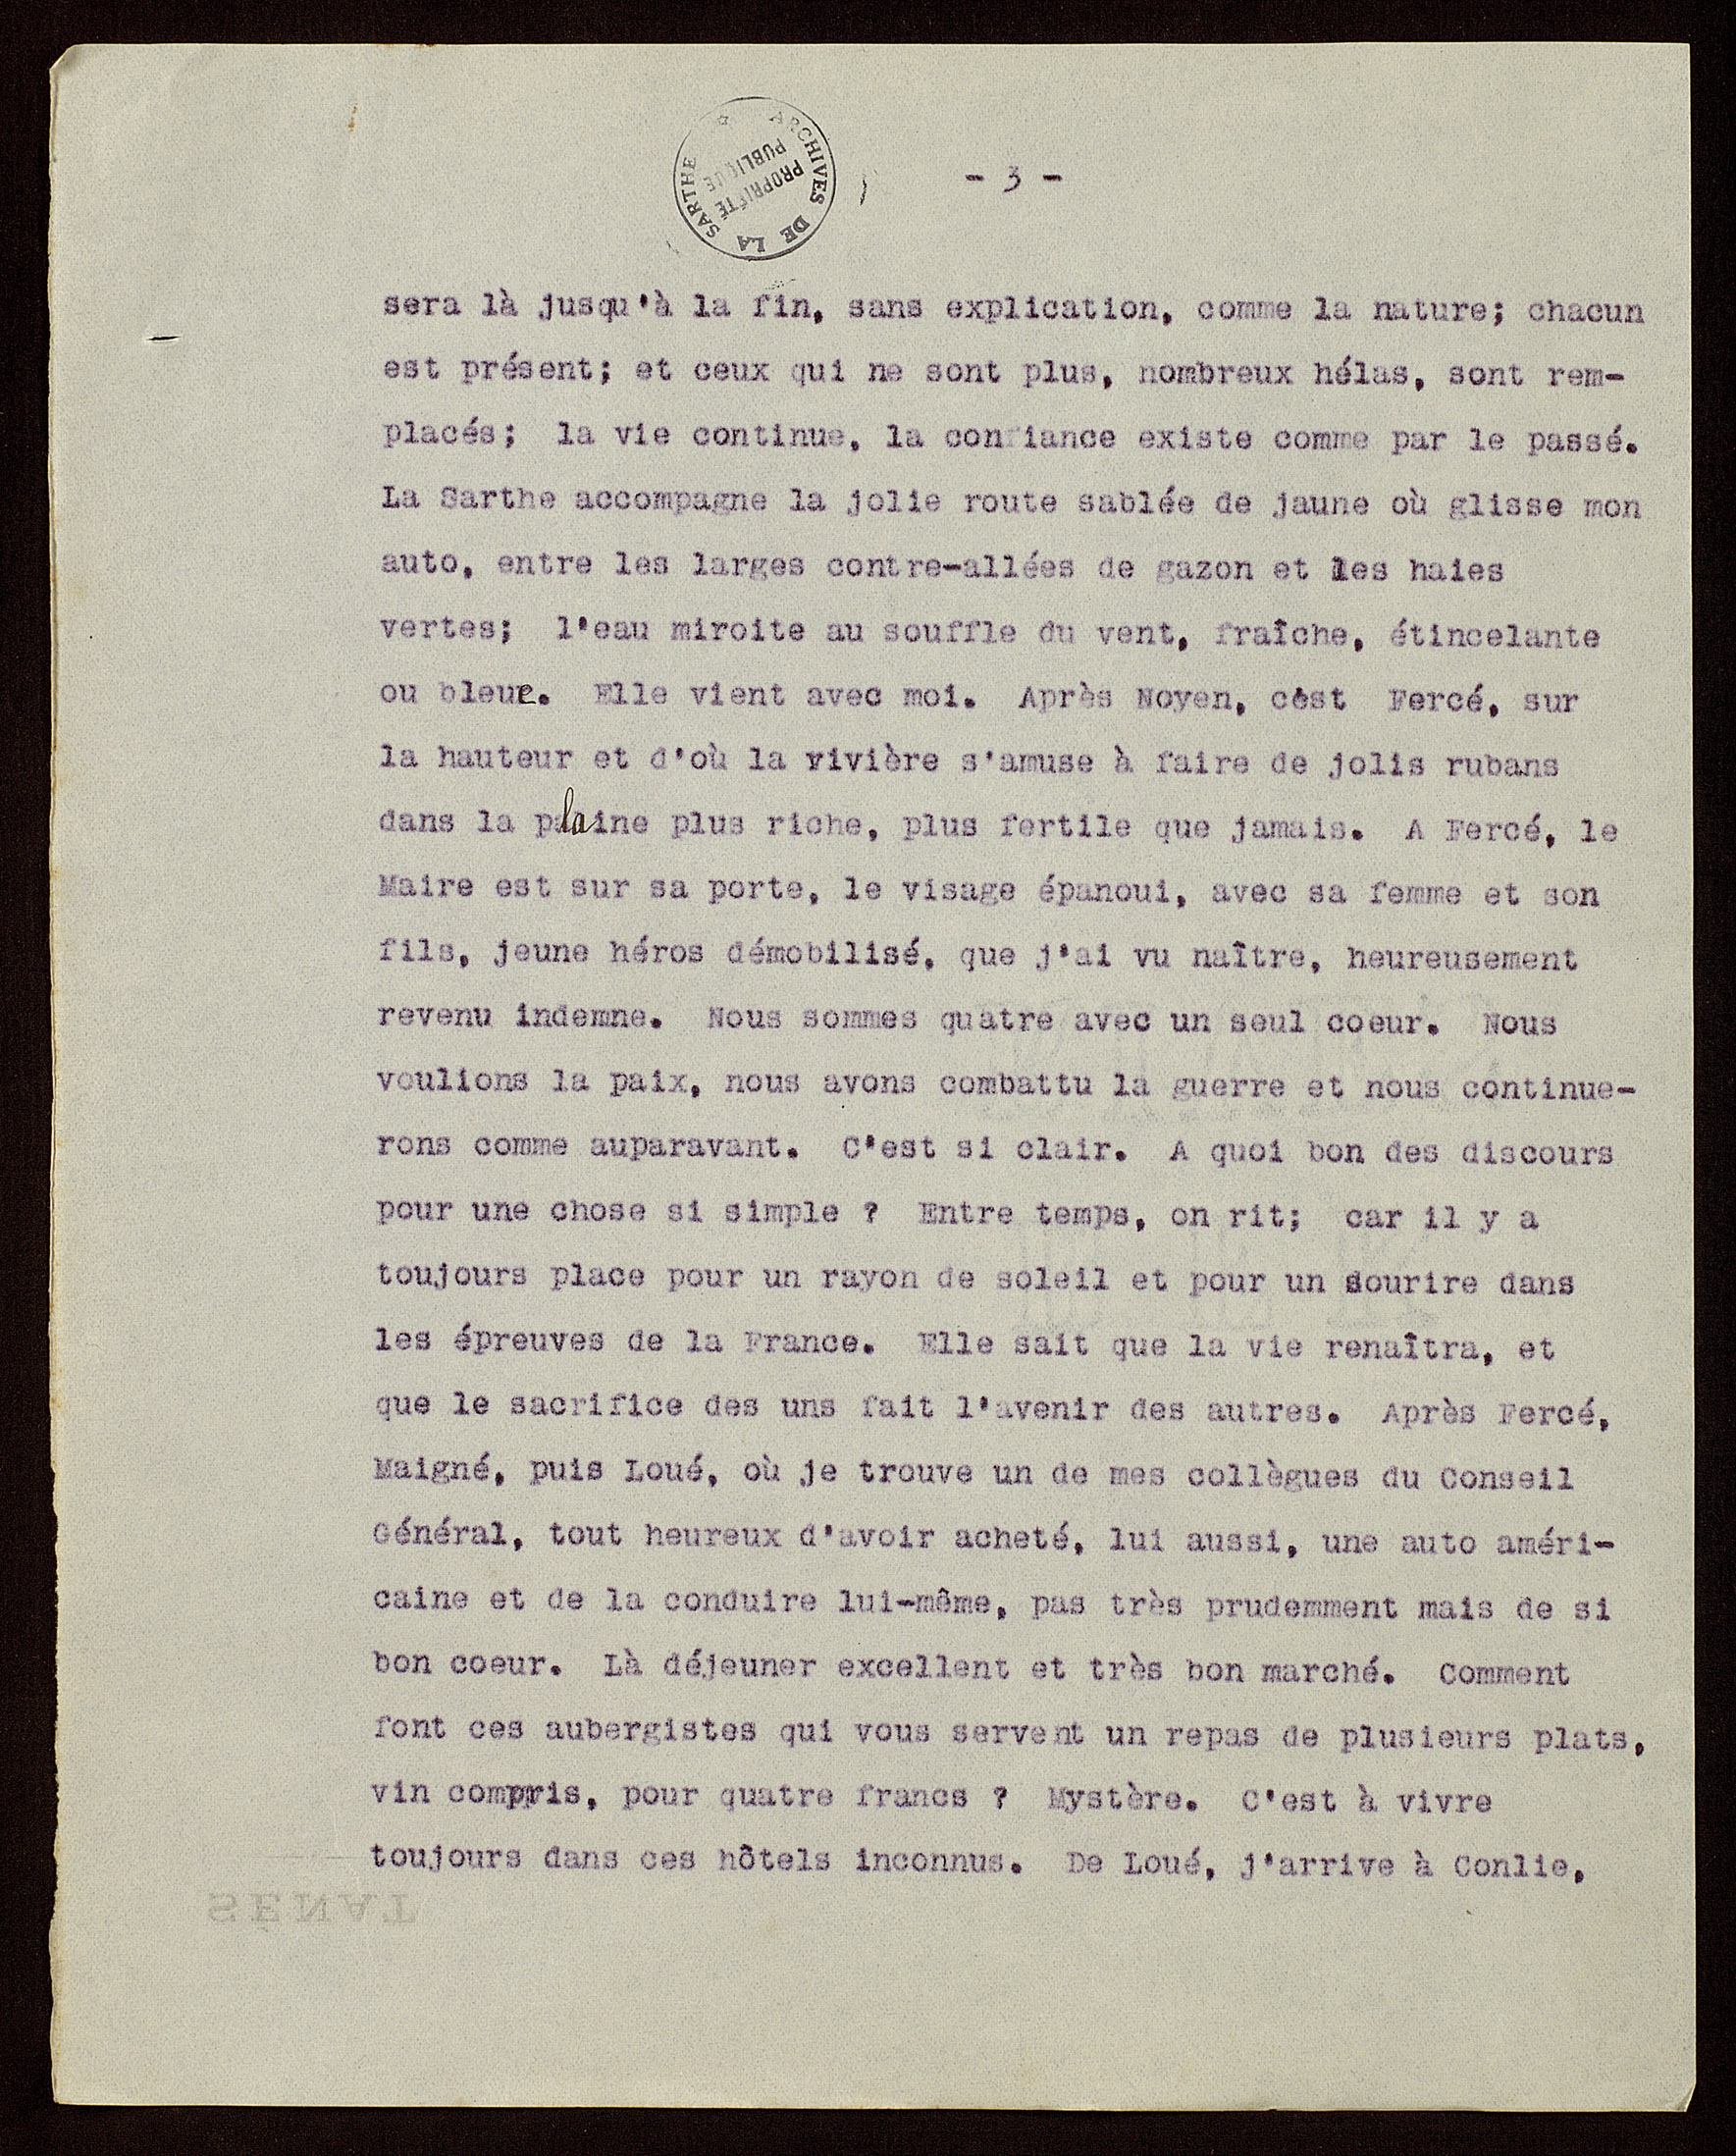 ARCHIVES DE LA SARTHE
PROPRIÉTÉ
PUBLIQUE
- 3 -
sera là jusqu'à la fin, sans explication, comme la nature; chacun
est présent; et ceux qui ne sont plus, nombreux hélas, sont rem-
placés; la vie continue, la confiance existe comme par le passé.
La Sarthe accompagne la jolie route sablée de jaune où glisse mon
auto, entre les larges contre-allées de gazon et les haies
vertes; l'eau miroite au souffle du vent, fraîche, étincelante
ou bleue. Elle vient avec moi. Après Noyen, c'est Fercé, sur
la hauteur et d'où la rivière s'amuse à faire de jolis rubans
dans la plaine plus riche, plus fertile que jamais. A Fercé, le
Maire est sur sa porte, le visage épanoui, avec sa femme et son
fils, jeune héros démobilisé, que j'ai vu naître, heureusement
revenu indemne. Nous sommes quatre avec un seul coeur. Nous
voulions la paix, nous avons combattu la guerre et nous continue-
rons comme auparavant. C'est si clair. A quoi bon des discours
pour une chose si simple ? Entre temps, on rit; car il y a
toujours place pour un rayon de soleil et pour un sourire dans
les épreuves de la France. Elle sait que la vie renaîtra, et
que le sacrifice des uns fait l'avenir des autres. Après Fercé,
Maigné, puis Loué, où je trouve un de mes collègues du Conseil
Général, tout heureux d'avoir acheté, lui aussi, une auto améri-
caine et de la conduire lui-même, pas très prudemment mais de si
bon coeur. Là déjeuner excellent et très bon marché. Comment
font ces aubergistes qui vous servent un repas de plusieurs plats,
vin compris, pour quatre francs ? Mystère. C'est à vivre
toujours dans ces hôtels inconnus. De Loué, j'arrive à Conlie,
SÉNAT